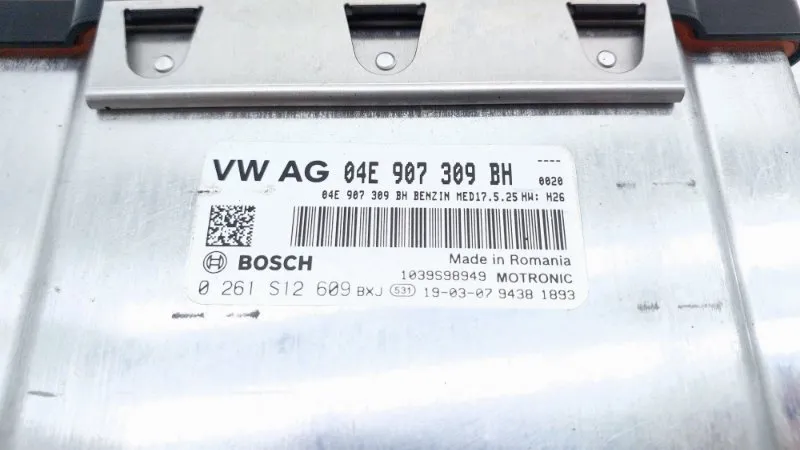 VW AG 04E 907 309 BH
----
0020
04E 907 309 BH BENZIN MED17.5.25 HW: H26
BOSCH
Made in Romania
1039S98949 MOTRONIC
0 261 S12 609 BXJ 531 19-03-07 9438 1893